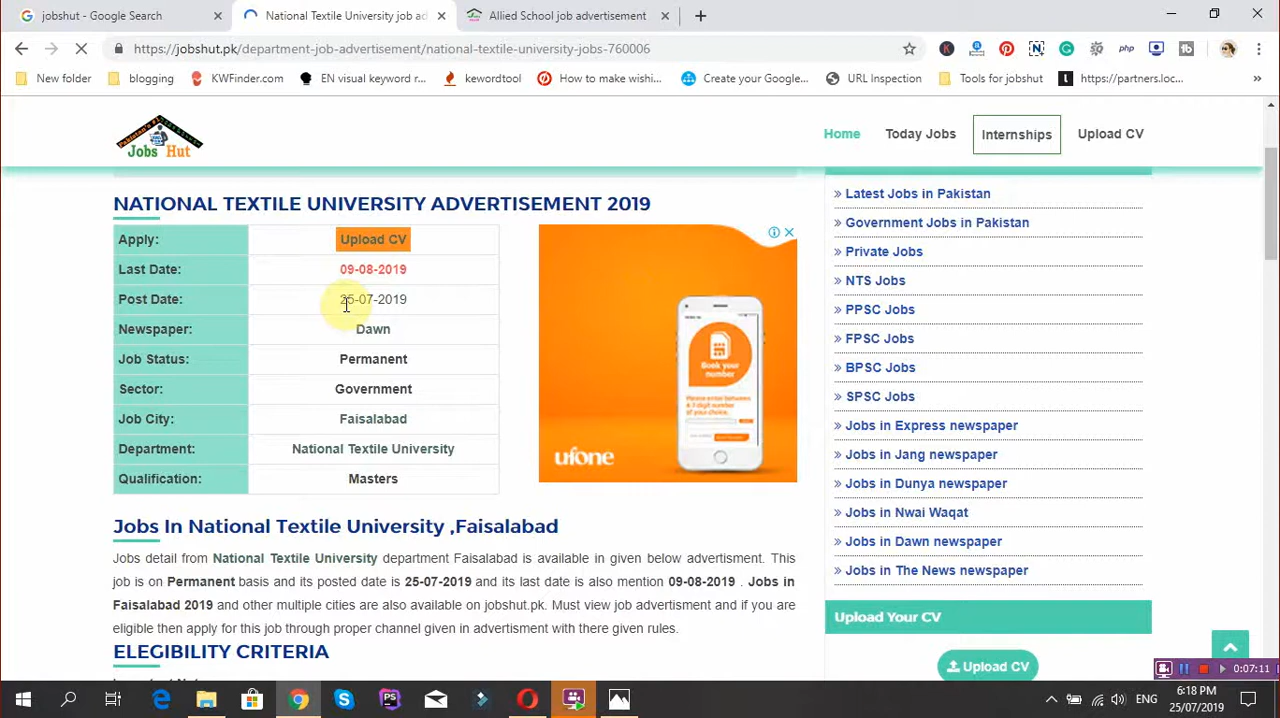 jobshut - Google Search
National Textile University job ad
Allied School job advertisement
https://jobshut.pk/department-job-advertisement/national-textile-university-jobs-760006
New folder
blogging
KWFinder.com
EN visual keyword r...
kewordtool
How to make wishi...
Create your Google...
URL Inspection
Tools for jobshut
https://partners.loc...
Jobs Hut
Home
Today Jobs
Internships
Upload CV
NATIONAL TEXTILE UNIVERSITY ADVERTISEMENT 2019
Apply: Upload CV
Last Date: 09-08-2019
Post Date: 25-07-2019
Newspaper: Dawn
Job Status: Permanent
Sector: Government
Job City: Faisalabad
Department: National Textile University
Qualification: Masters
Book your number
ufone
» Latest Jobs in Pakistan
» Government Jobs in Pakistan
» Private Jobs
» NTS Jobs
» PPSC Jobs
» FPSC Jobs
» BPSC Jobs
» SPSC Jobs
» Jobs in Express newspaper
» Jobs in Jang newspaper
» Jobs in Dunya newspaper
» Jobs in Nwai Waqat
» Jobs in Dawn newspaper
» Jobs in The News newspaper
Upload Your CV
Upload CV
Jobs In National Textile University ,Faisalabad
Jobs detail from National Textile University department Faisalabad is available in given below advertisment. This
job is on Permanent basis and its posted date is 25-07-2019 and its last date is also mention 09-08-2019 . Jobs in
Faisalabad 2019 and other multiple cities are also available on jobshut.pk. Must view job advertisment and if you are
eligible then apply for this job through proper channel given in advertisment with there given rules.
ELEGIBILITY CRITERIA
0:07:11
ENG
6:18 PM
25/07/2019